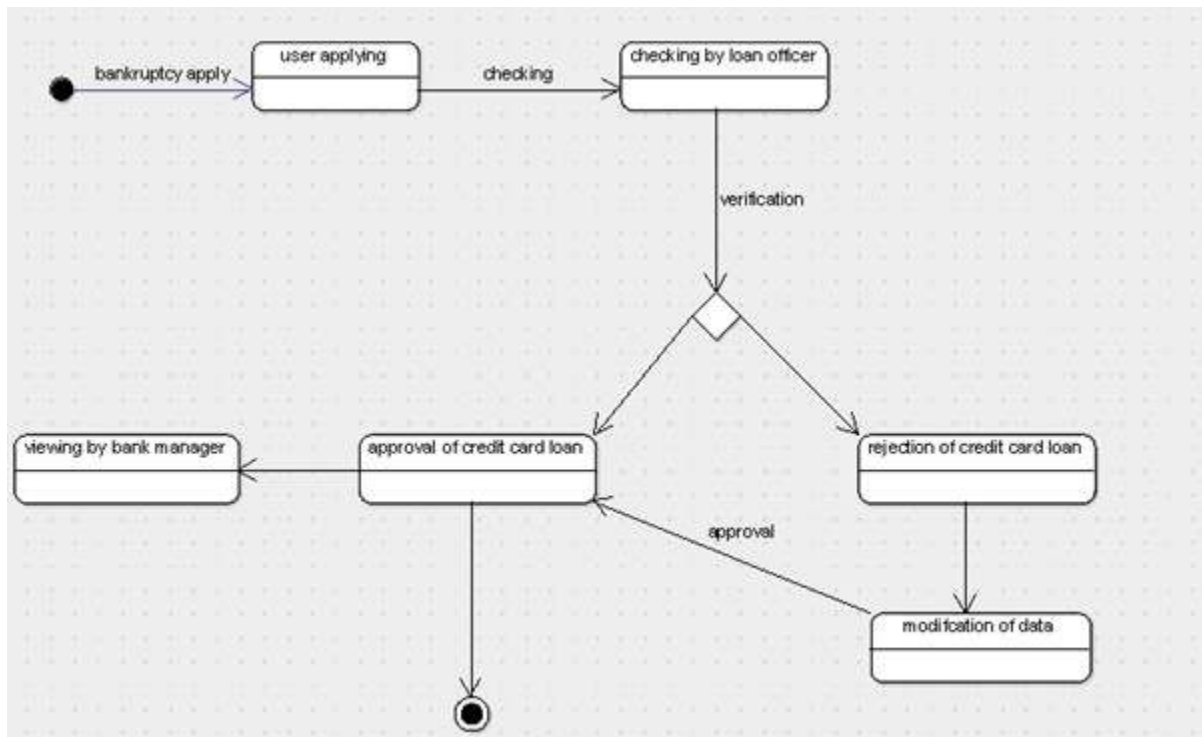 user applying
checking by loan officer
bankruptcy apply
checking
verification
viewing by bank manager
approval of credit card loan
rejection of credit card loan
approval
modifcation of data